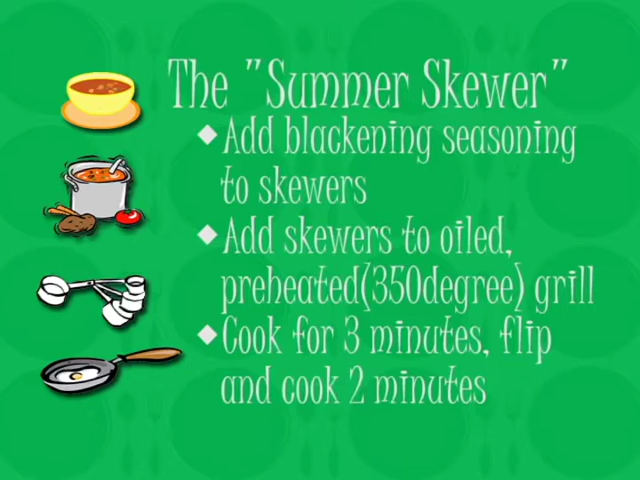 The "Summer Skewer"
◆Add blackening seasoning
to skewers
◆Add skewers to oiled,
preheated(350degree) grill
◆Cook for 3 minutes, flip
and cook 2 minutes